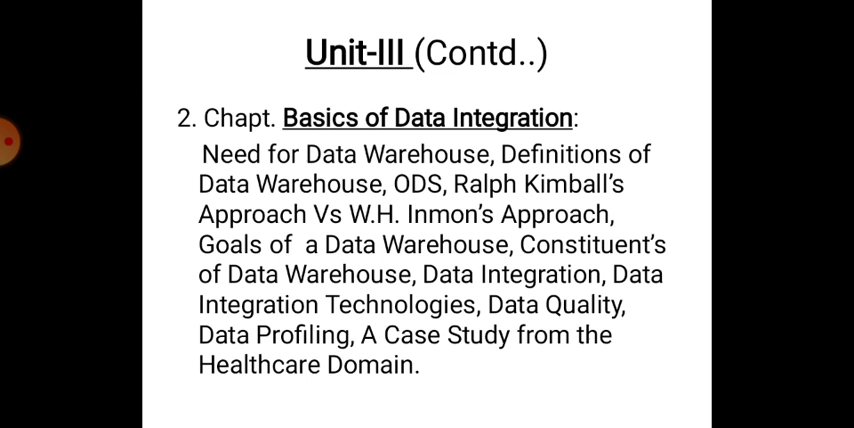 Unit-III (Contd..)
2. Chapt. Basics of Data Integration:
Need for Data Warehouse, Definitions of
Data Warehouse, ODS, Ralph Kimball's
Approach Vs W.H. Inmon's Approach,
Goals of  a Data Warehouse, Constituent's
of Data Warehouse, Data Integration, Data
Integration Technologies, Data Quality,
Data Profiling, A Case Study from the
Healthcare Domain.